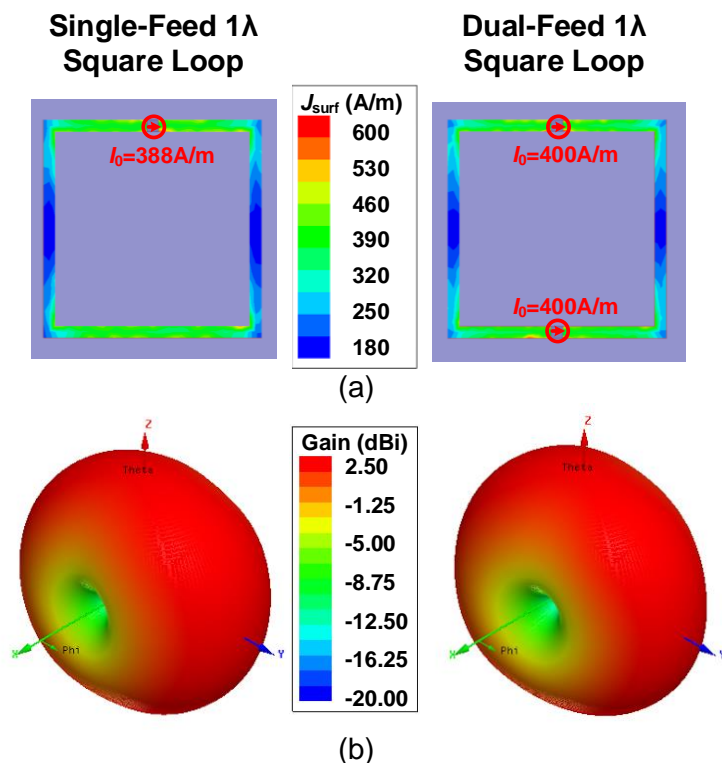 Single-Feed 1λ
Square Loop
Dual-Feed 1λ
Square Loop
I₀=388A/m
J_surf (A/m)
600
530
460
390
320
250
180
I₀=400A/m
I₀=400A/m
(a)
Z
Theta
X
Phi
Y
Gain (dBi)
2.50
-1.25
-5.00
-8.75
-12.50
-16.25
-20.00
Z
Theta
X
Phi
Y
(b)